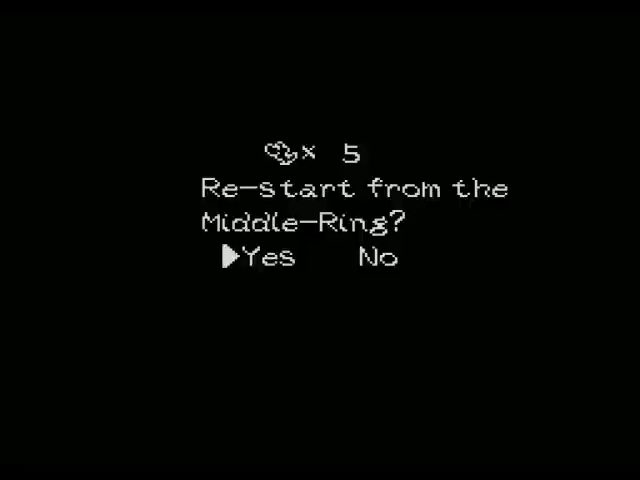 × 5
Re-start from the
Middle-Ring?
Yes No